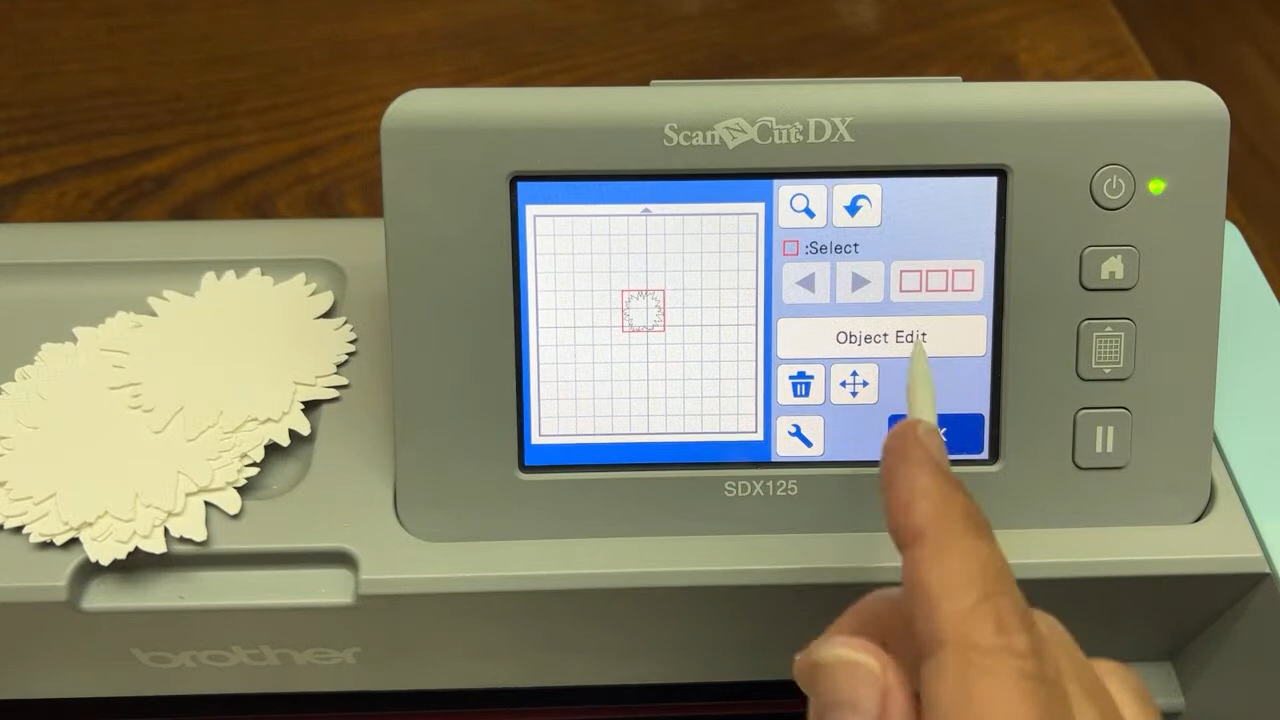 ScanNCut DX
:Select
Object Edit
K
SDX125
brother